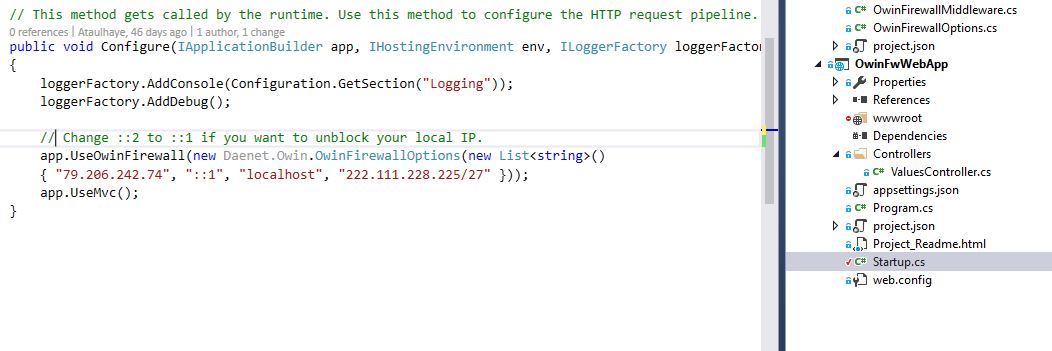 // This method gets called by the runtime. Use this method to configure the HTTP request pipeline.
0 references | Ataulhaye, 46 days ago | 1 author, 1 change
public void Configure(IApplicationBuilder app, IHostingEnvironment env, ILoggerFactory loggerFactor
{
loggerFactory.AddConsole(Configuration.GetSection("Logging"));
loggerFactory.AddDebug();
// Change ::2 to ::1 if you want to unblock your local IP.
app.UseOwinFirewall(new Daenet.Owin.OwinFirewallOptions(new List<string>()
{ "79.206.242.74", "::1", "localhost", "222.111.228.225/27" }));
app.UseMvc();
}
C# OwinFirewallMiddleware.cs
C# OwinFirewallOptions.cs
project.json
OwinFwWebApp
Properties
References
wwwroot
Dependencies
Controllers
C# ValuesController.cs
appsettings.json
C# Program.cs
project.json
Project_Readme.html
C# Startup.cs
web.config